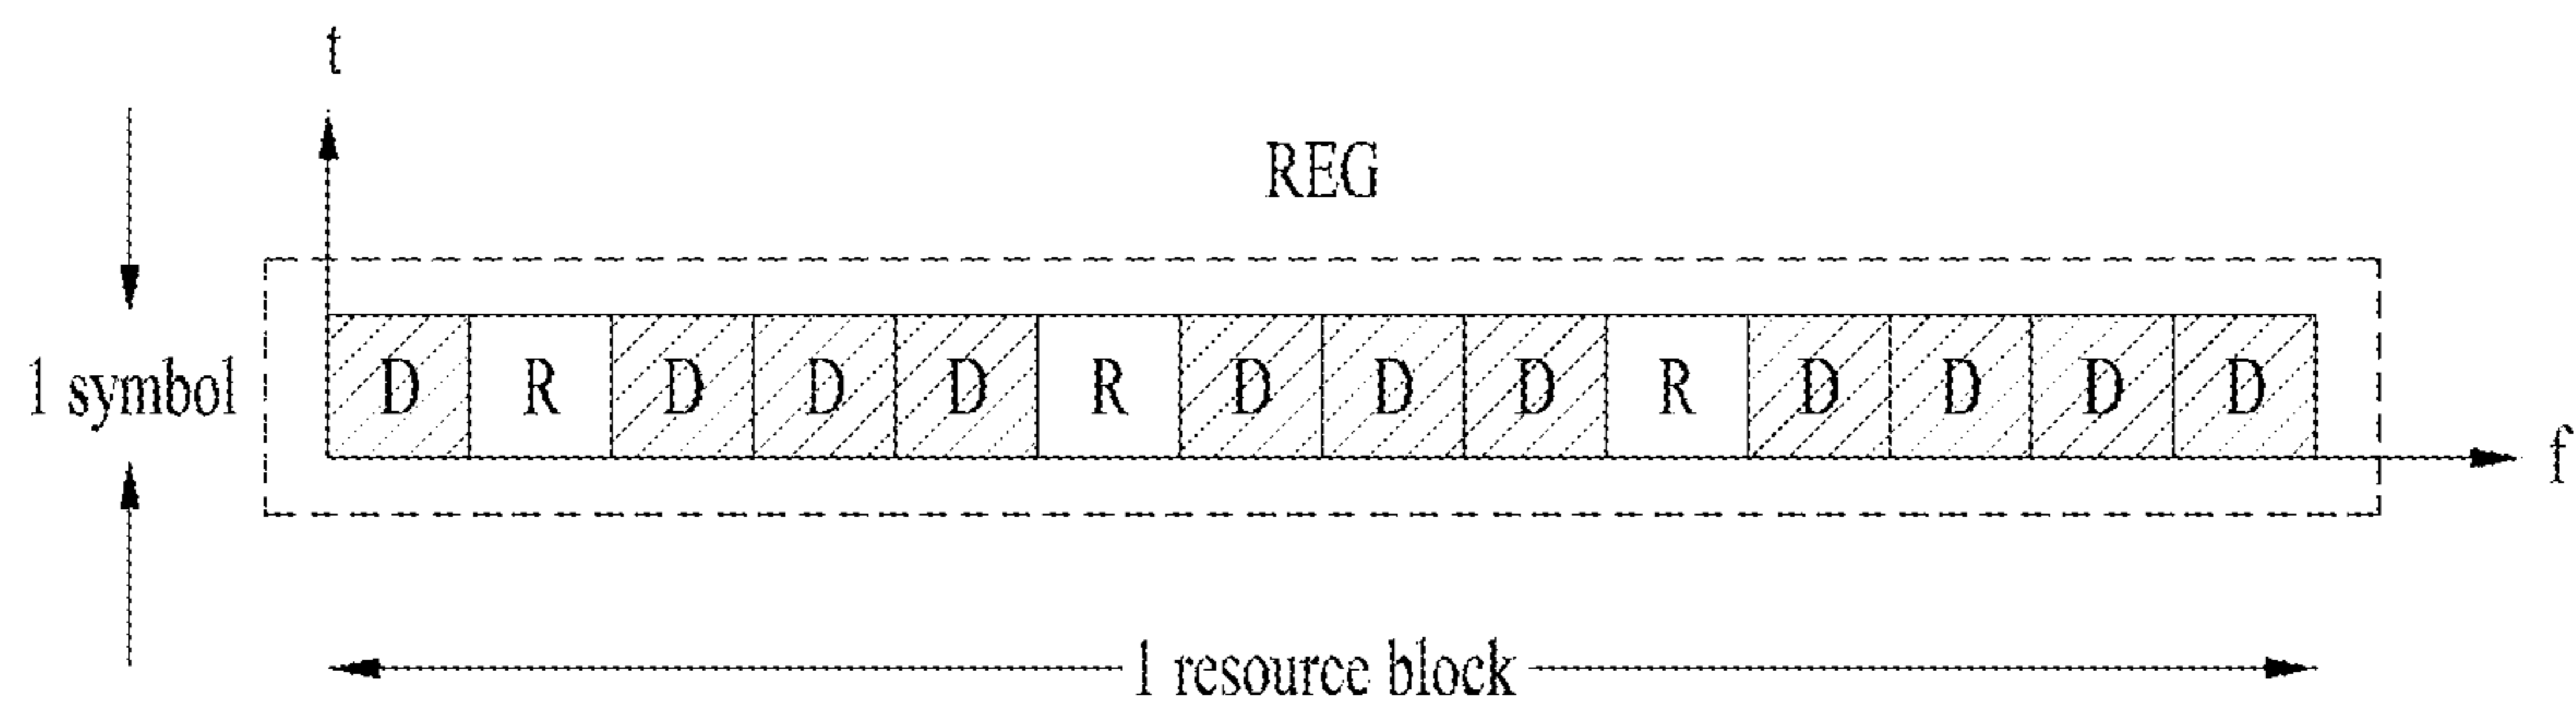 t
REG
1 symbol
D R D D D R D D D R D D D D
f
1 resource block